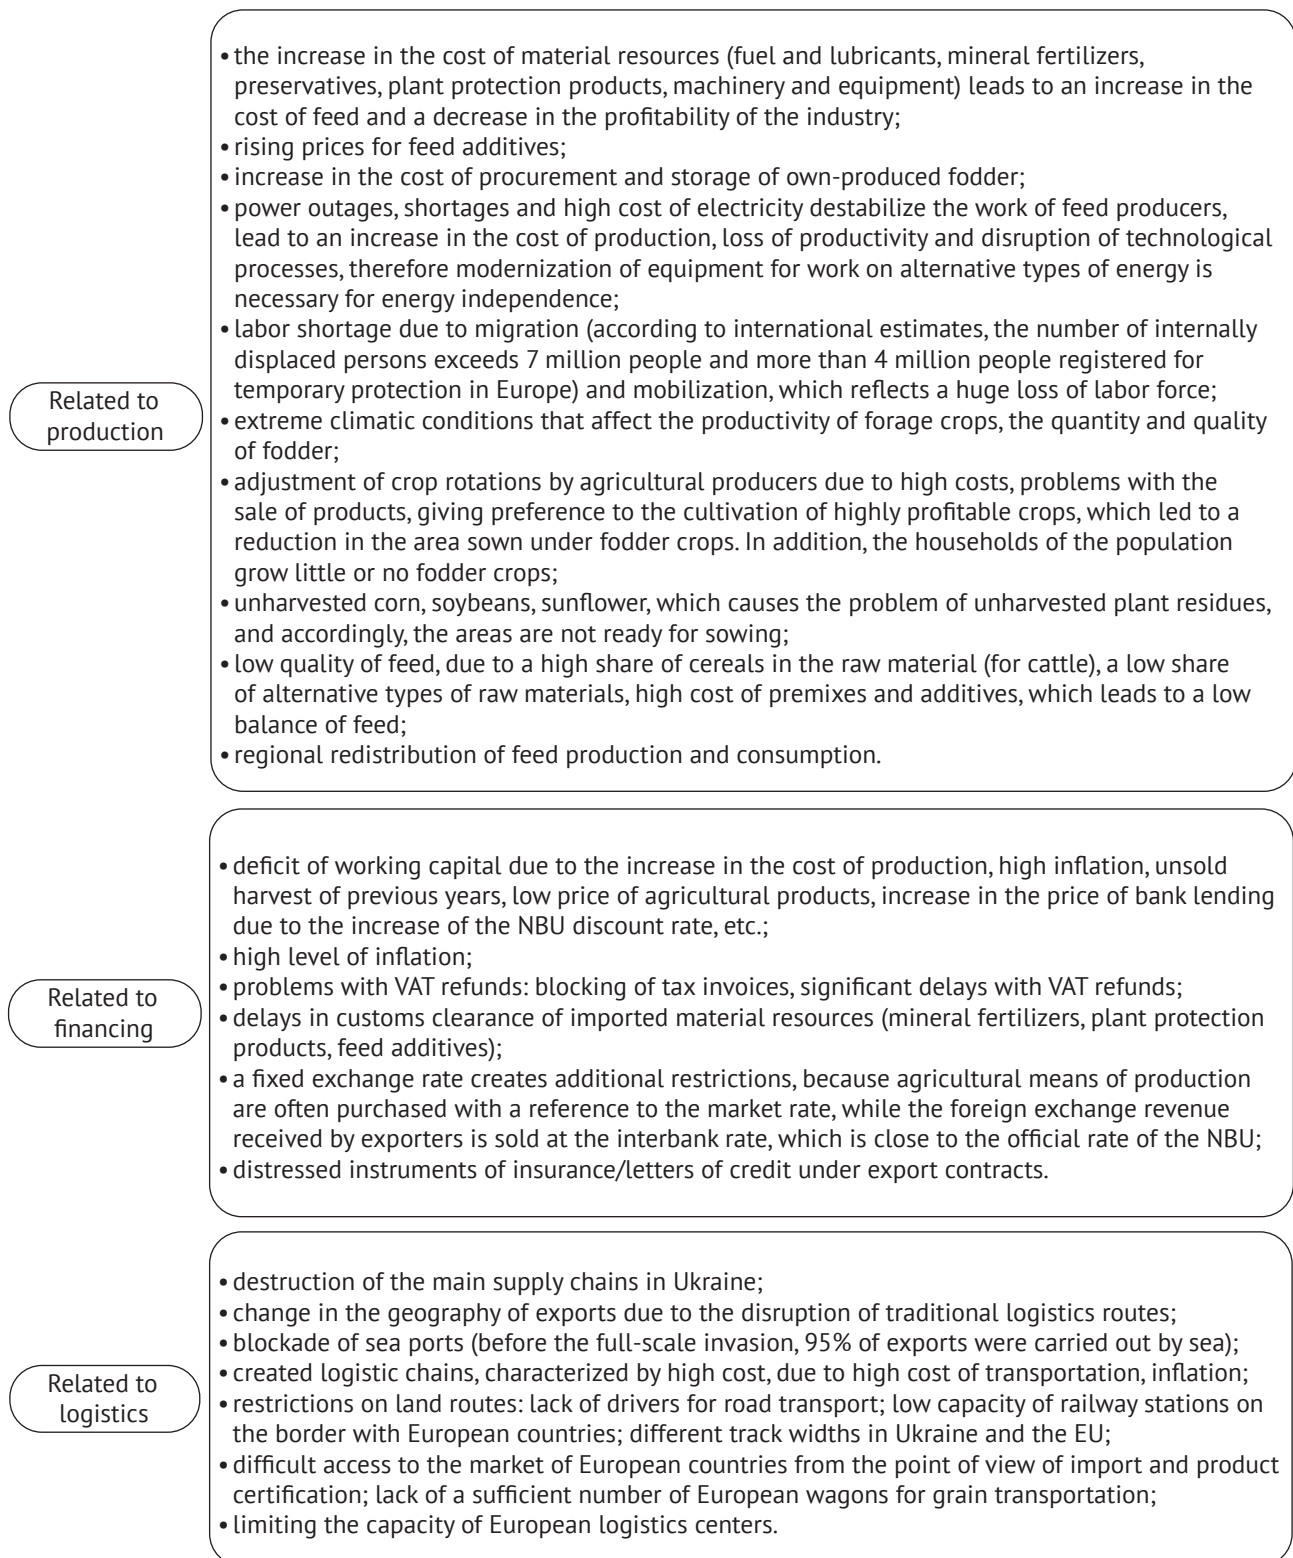 • the increase in the cost of material resources (fuel and lubricants, mineral fertilizers,
preservatives, plant protection products, machinery and equipment) leads to an increase in the
cost of feed and a decrease in the profitability of the industry;
• rising prices for feed additives;
• increase in the cost of procurement and storage of own-produced fodder;
• power outages, shortages and high cost of electricity destabilize the work of feed producers,
lead to an increase in the cost of production, loss of productivity and disruption of technological
processes, therefore modernization of equipment for work on alternative types of energy is
necessary for energy independence;
• labor shortage due to migration (according to international estimates, the number of internally
displaced persons exceeds 7 million people and more than 4 million people registered for
temporary protection in Europe) and mobilization, which reflects a huge loss of labor force;
Related to
production
• extreme climatic conditions that affect the productivity of forage crops, the quantity and quality
of fodder;
• adjustment of crop rotations by agricultural producers due to high costs, problems with the
sale of products, giving preference to the cultivation of highly profitable crops, which led to a
reduction in the area sown under fodder crops. In addition, the households of the population
grow little or no fodder crops;
• unharvested corn, soybeans, sunflower, which causes the problem of unharvested plant residues,
and accordingly, the areas are not ready for sowing;
• low quality of feed, due to a high share of cereals in the raw material (for cattle), a low share
of alternative types of raw materials, high cost of premixes and additives, which leads to a low
balance of feed;
• regional redistribution of feed production and consumption.
• deficit of working capital due to the increase in the cost of production, high inflation, unsold
harvest of previous years, low price of agricultural products, increase in the price of bank lending
due to the increase of the NBU discount rate, etc.;
• high level of inflation;
Related to
financing
• problems with VAT refunds: blocking of tax invoices, significant delays with VAT refunds;
• delays in customs clearance of imported material resources (mineral fertilizers, plant protection
products, feed additives);
• a fixed exchange rate creates additional restrictions, because agricultural means of production
are often purchased with a reference to the market rate, while the foreign exchange revenue
received by exporters is sold at the interbank rate, which is close to the official rate of the NBU;
• distressed instruments of insurance/letters of credit under export contracts.
• destruction of the main supply chains in Ukraine;
• change in the geography of exports due to the disruption of traditional logistics routes;
• blockade of sea ports (before the full-scale invasion, 95% of exports were carried out by sea);
• created logistic chains, characterized by high cost, due to high cost of transportation, inflation;
Related to
logistics
• restrictions on land routes: lack of drivers for road transport; low capacity of railway stations on
the border with European countries; different track widths in Ukraine and the EU;
• difficult access to the market of European countries from the point of view of import and product
certification; lack of a sufficient number of European wagons for grain transportation;
• limiting the capacity of European logistics centers.